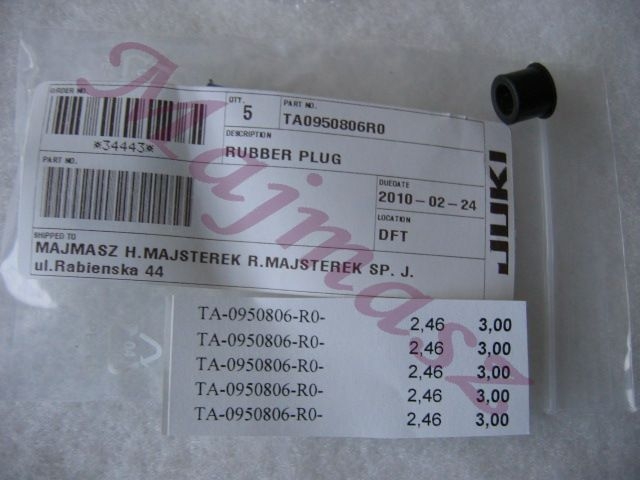 ORDER NO.
*34443*
QTY.
5
PART NO.
TA0950806R0
DESCRIPTION
RUBBER PLUG
PART NO.
DUEDATE
2010-02-24
LOCATION
DFT
SHIPPED TO
MAJMASZ H.MAJSTEREK R.MAJSTEREK SP. J.
ul.Rabienska 44
JUKI
TA-0950806-R0- 2,46 3,00
TA-0950806-R0- 2,46 3,00
TA-0950806-R0- 2,46 3,00
TA-0950806-R0- 2,46 3,00
TA-0950806-R0- 2,46 3,00
Majmasz